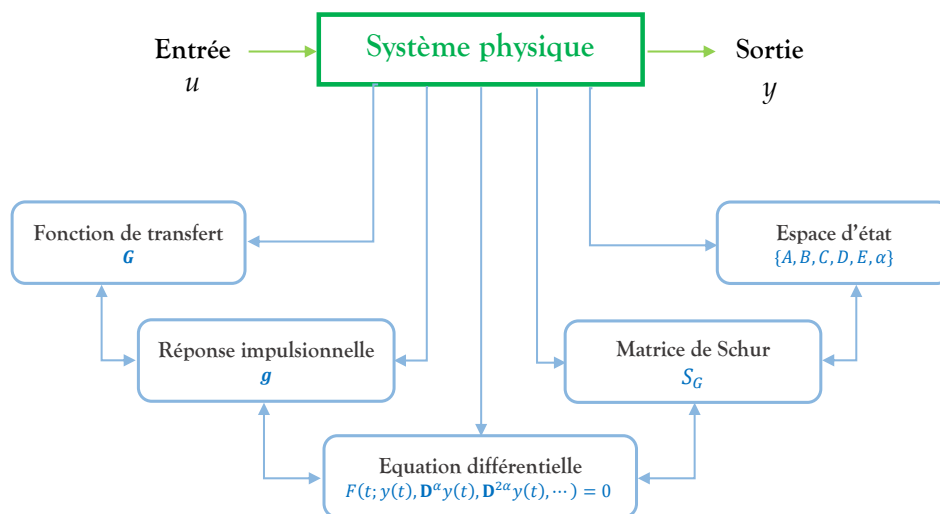 Entrée
u
Système physique
Sortie
y
Fonction de transfert
G
Espace d'état
{A, B, C, D, E, α}
Réponse impulsionnelle
g
Matrice de Schur
S_G
Equation différentielle
F(t; y(t), D^α y(t), D^{2α} y(t), ⋯) = 0